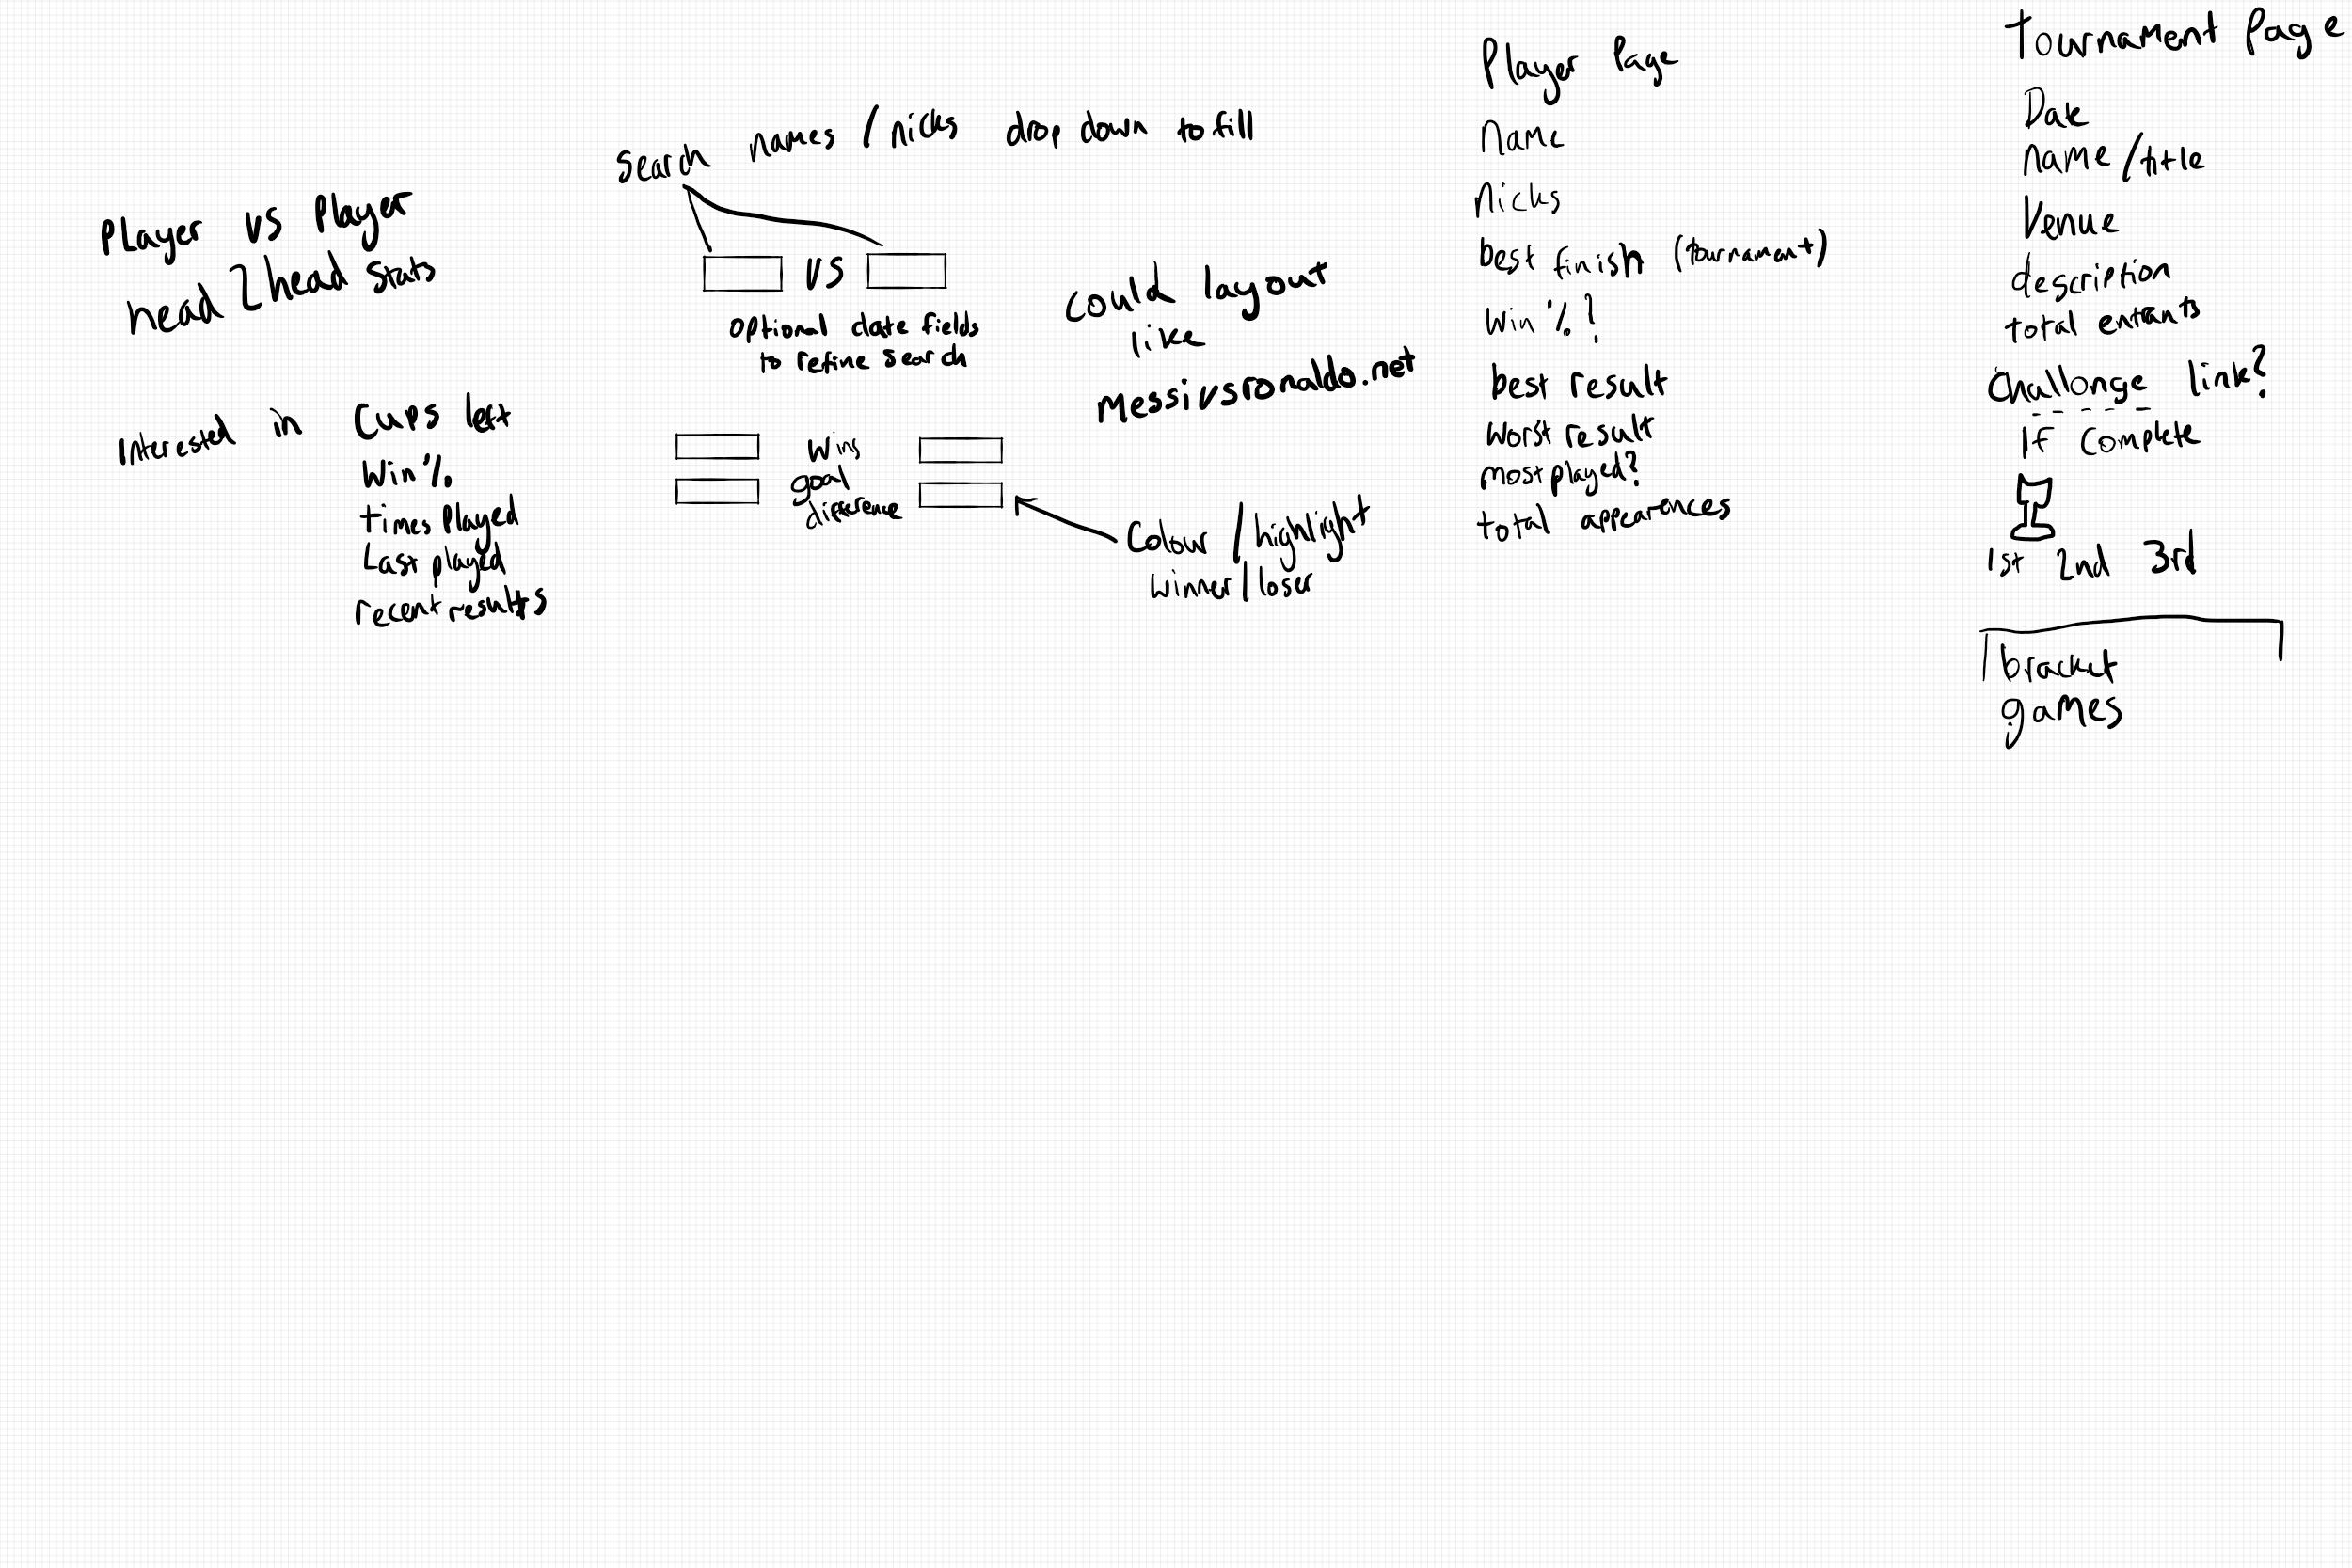 Player vs Player
head 2 head stats
Interested in Cups left
Win %
times played
Last played
recent results
Search names / nicks drop down to fill
VS
optional date fields
to refine search
Wins
goal
difference
Could layout
like
messivsronaldo.net
Colour / highlight
winner / loser
Player Page
Name
Nicks
best finish (tournament)
Win %?
best result
Worst result
most played?
total appearences
Tournament Page
Date
name / title
Venue
description
total entrants
Challonge link?
If complete
1st 2nd 3rd
bracket
games